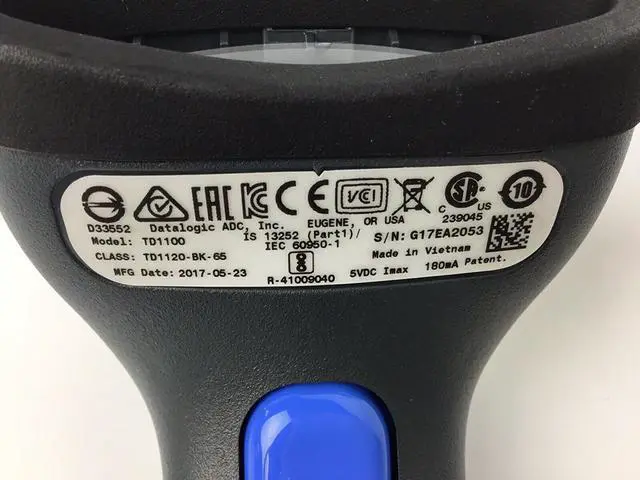 EAC KC CE VCI C SA US 10
D33552 239045
Datalogic ADC, Inc. EUGENE, OR USA
Model: TD1100 IS 13252 (Part1)/ IEC 60950-1 S/N: G17EA2053
CLASS: TD1120-BK-65 Made in Vietnam
MFG Date: 2017-05-23 R-41009040 5VDC Imax 180mA Patent.